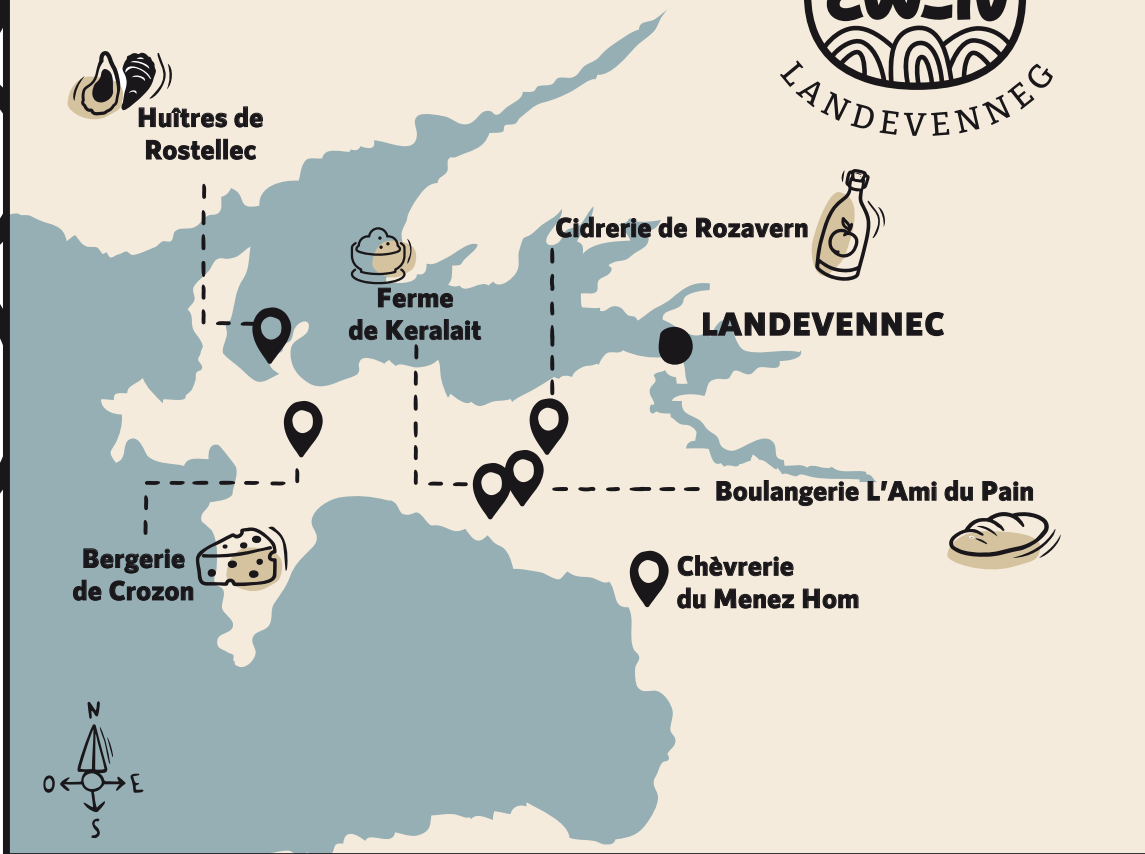 LANDEVENNEG
Huîtres de
Rostellec
Cidrerie de Rozavern
Ferme
de Keralait
LANDEVENNEC
Boulangerie L'Ami du Pain
Bergerie
de Crozon
Chèvrerie
du Menez Hom
N
O E
S